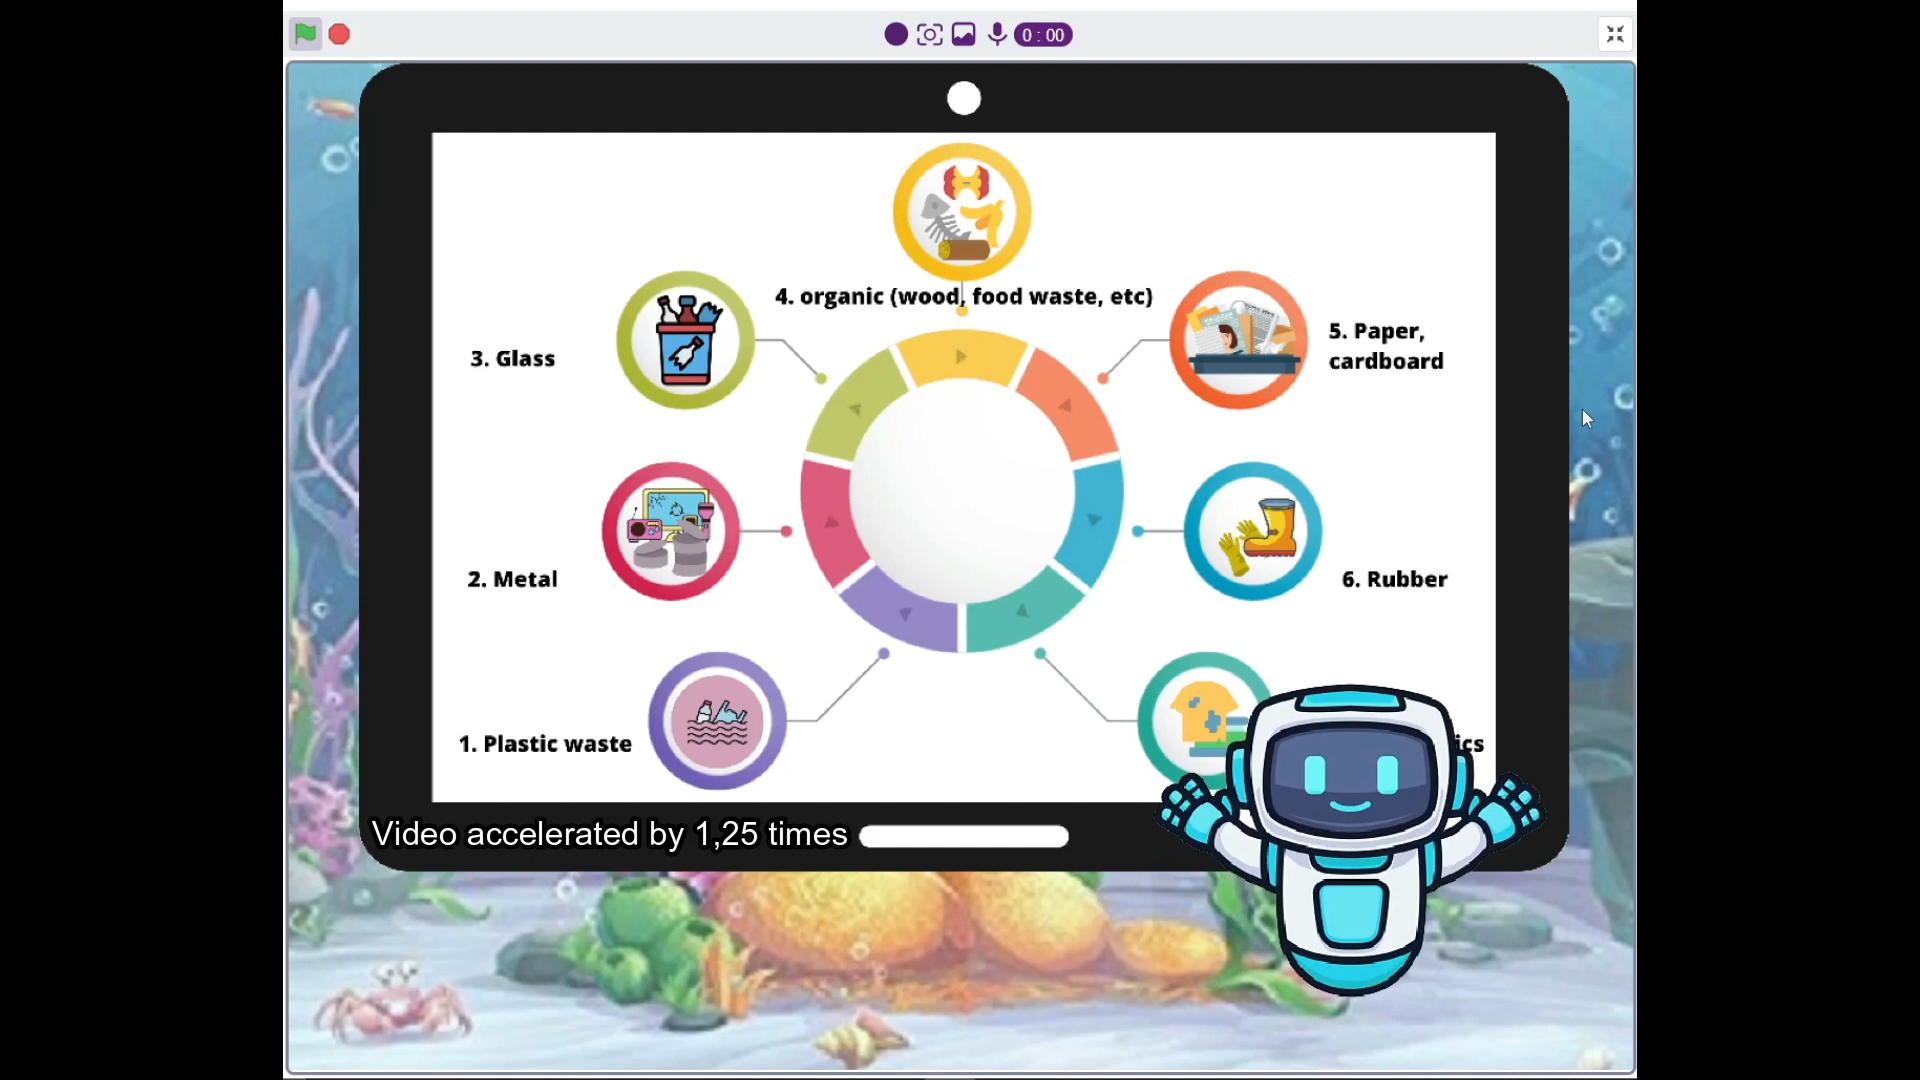 0 : 00
4. organic (wood, food waste, etc)
3. Glass
5. Paper,
cardboard
2. Metal
6. Rubber
1. Plastic waste
Video accelerated by 1,25 times